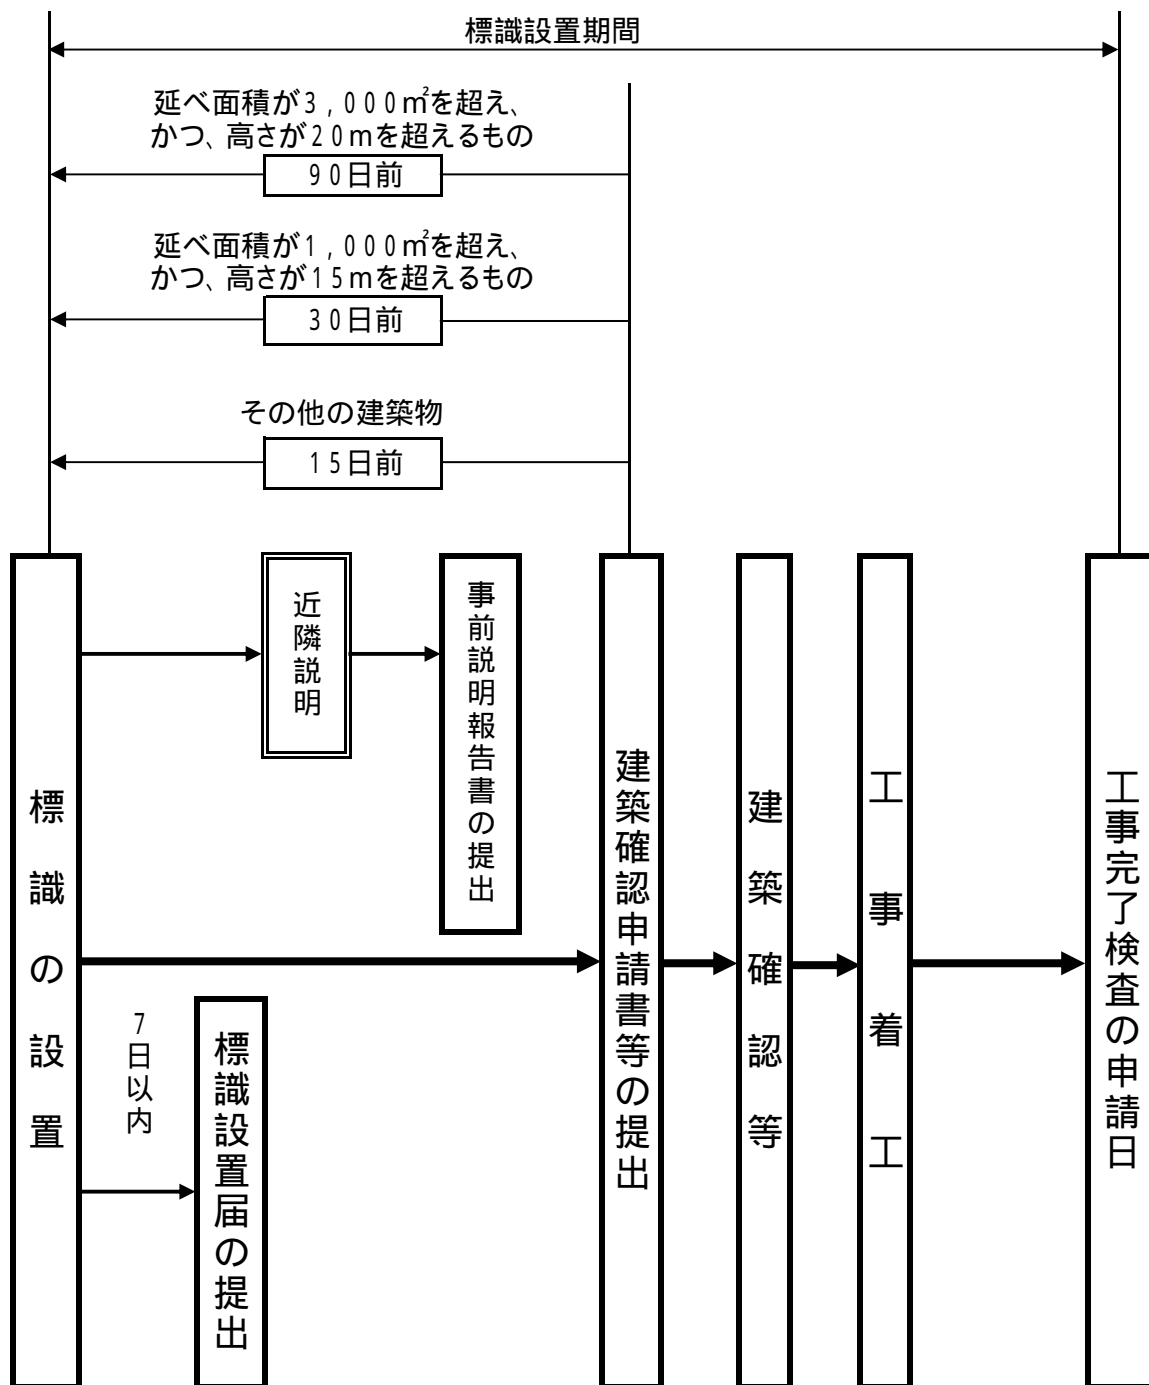 標識設置期間
延べ面積が3,000㎡を超え、
かつ、高さが20mを超えるもの
90日前
延べ面積が1,000㎡を超え、
かつ、高さが15mを超えるもの
30日前
その他の建築物
15日前
標識の設置
7日以内
標識設置届の提出
近隣説明
事前説明報告書の提出
建築確認申請書等の提出
建築確認等
工事着工
工事完了検査の申請日